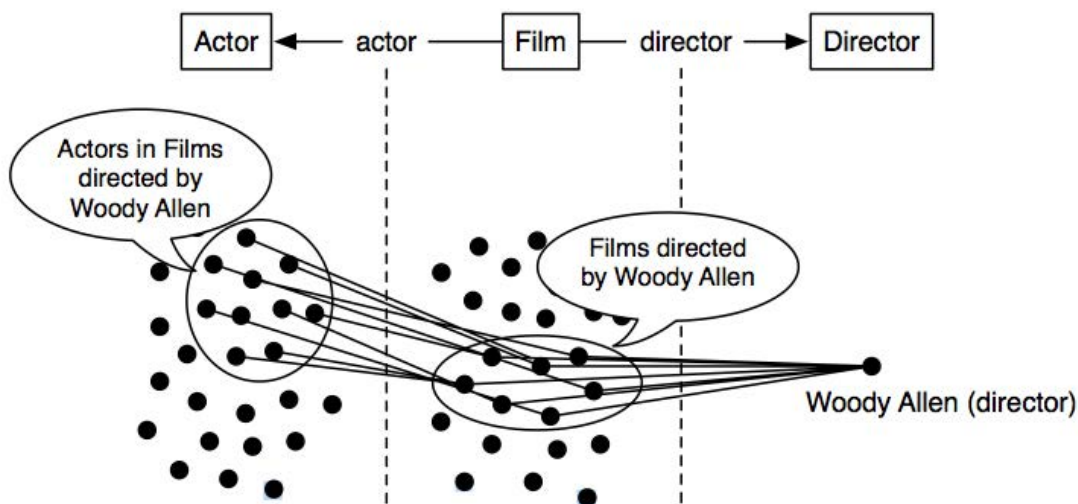 Actor actor Film director Director
Actors in Films
directed by
Woody Allen
Films directed
by Woody Allen
Woody Allen (director)